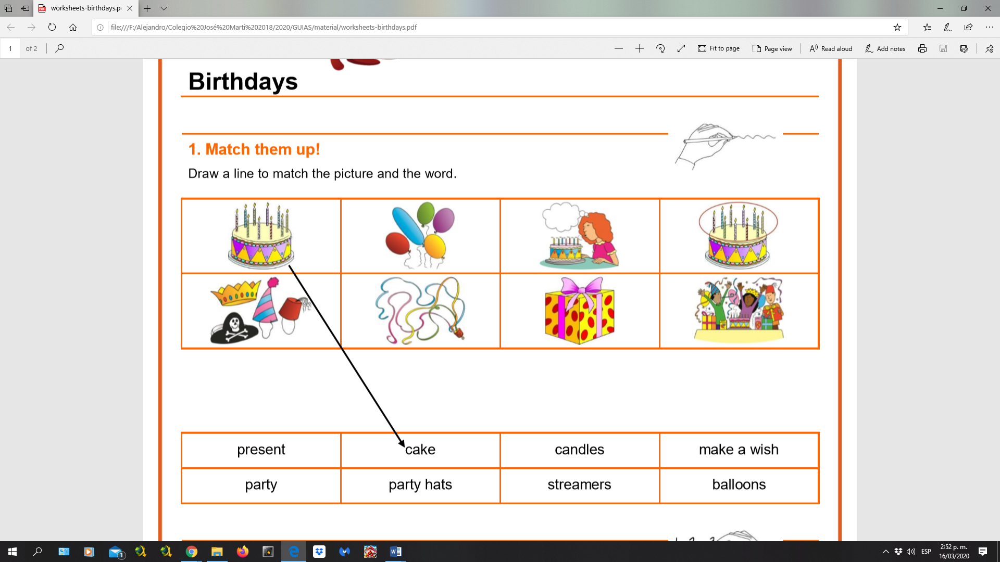 worksheets-birthdays.p
file:///F:/Alejandro/Colegio%20José%20Marti%202018/2020/GUIAS/material/worksheets-birthdays.pdf
1 of 2
Fit to page
Page view
Read aloud
Add notes
Birthdays
1. Match them up!
Draw a line to match the picture and the word.
present cake candles make a wish
party party hats streamers balloons
1
ESP
2:52 p. m.
16/03/2020